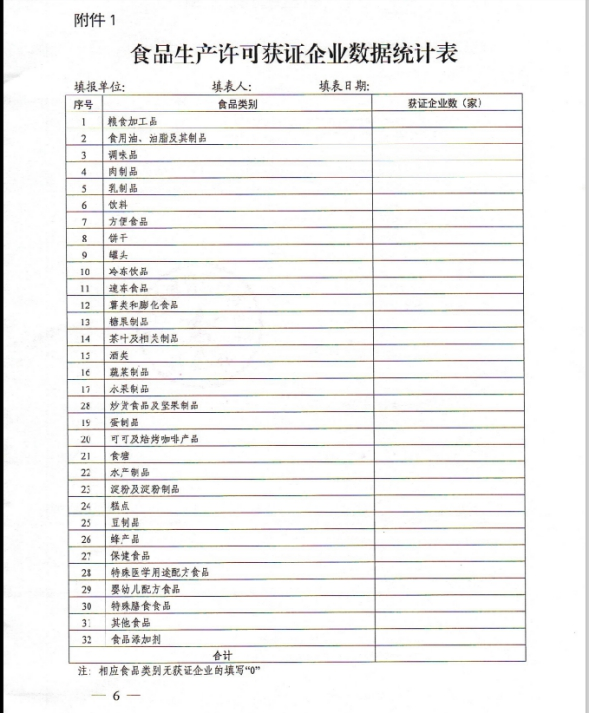 附件 1
食品生产许可获证企业数据统计表
填报单位: 填表人: 填表日期:
序号 食品类别 获证企业数（家）
1 粮食加工品
2 食用油、油脂及其制品
3 调味品
4 肉制品
5 乳制品
6 饮料
7 方便食品
8 饼干
9 罐头
10 冷冻饮品
11 速冻食品
12 薯类和膨化食品
13 糖果制品
14 茶叶及相关制品
15 酒类
16 蔬菜制品
17 水果制品
28 炒货食品及坚果制品
19 蛋制品
20 可可及焙烤咖啡产品
21 食糖
22 水产制品
23 淀粉及淀粉制品
24 糕点
25 豆制品
26 蜂产品
27 保健食品
28 特殊医学用途配方食品
29 婴幼儿配方食品
30 特殊膳食食品
31 其他食品
32 食品添加剂
合计
注: 相应食品类别无获证企业的填写“0”
— 6 —